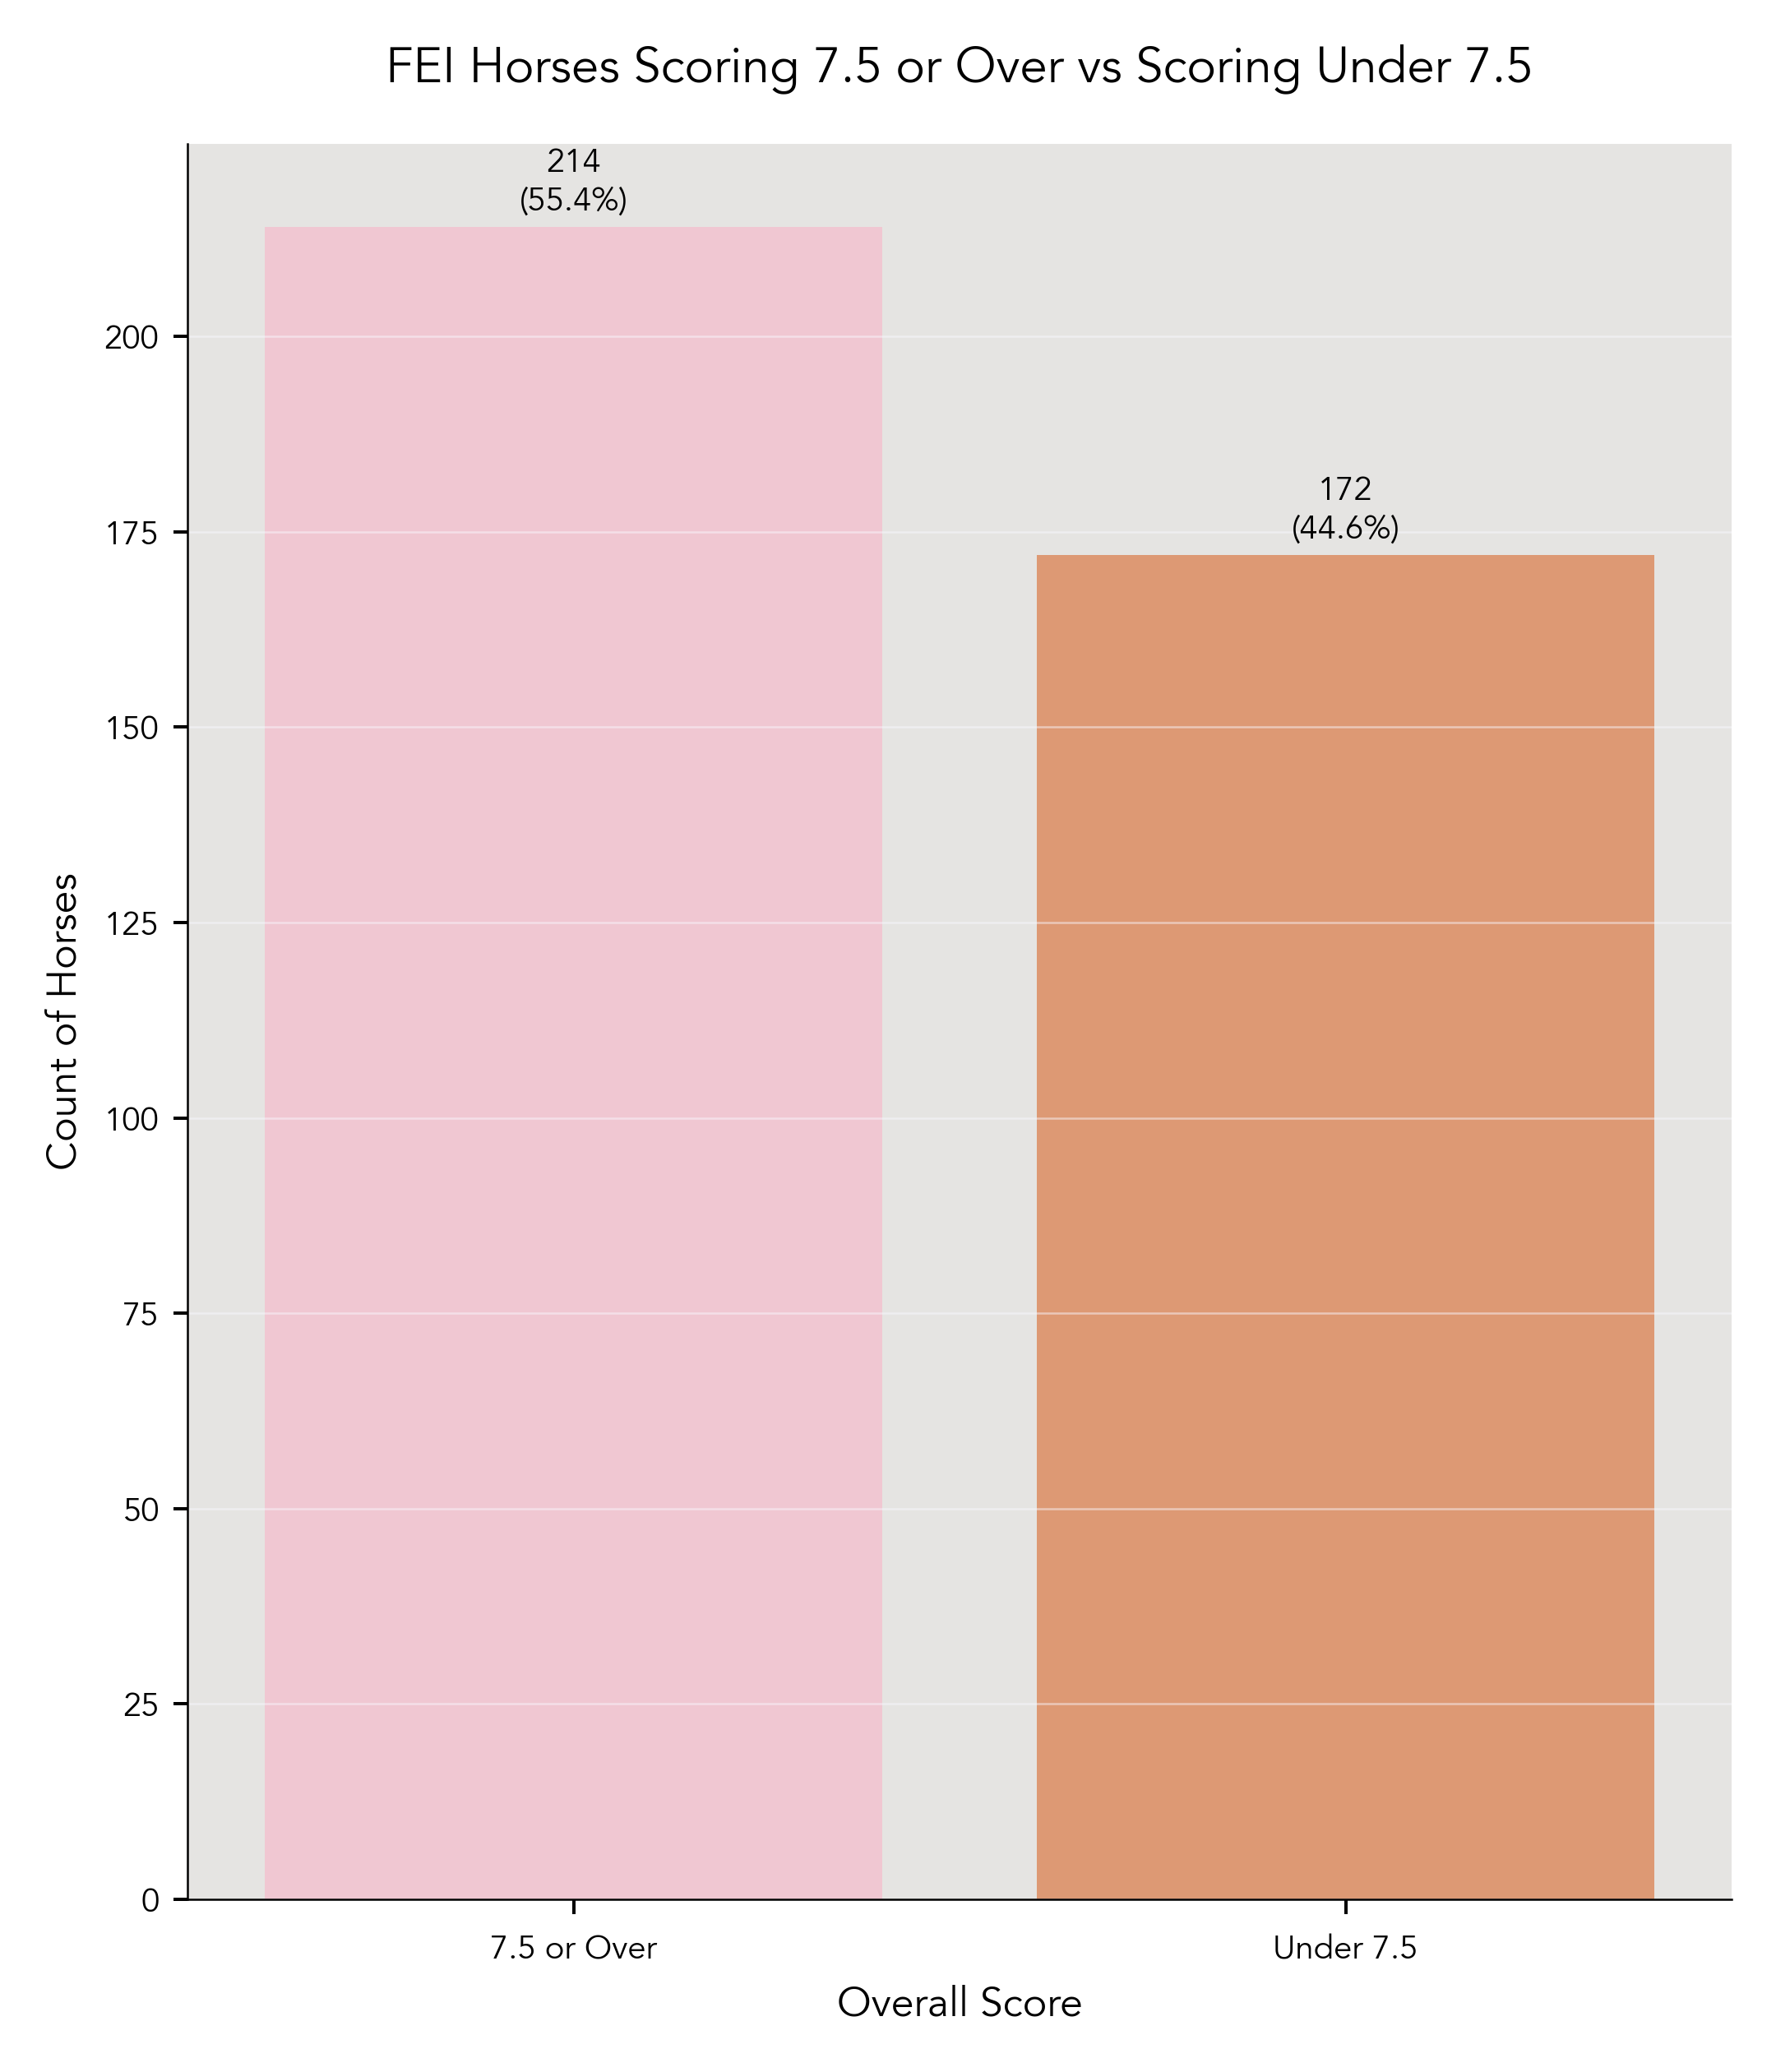 FEI Horses Scoring 7.5 or Over vs Scoring Under 7.5
214
(55.4%)
172
(44.6%)
200
175
150
125
100
75
50
25
0
Count of Horses
7.5 or Over
Under 7.5
Overall Score